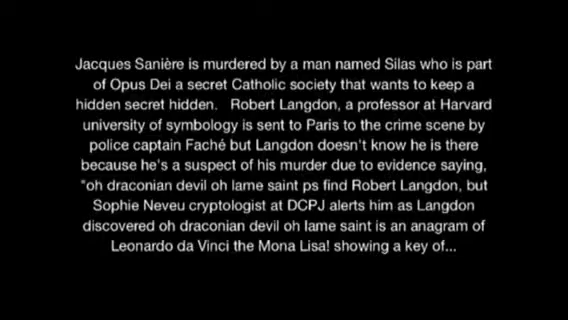 Jacques Sanière is murdered by a man named Silas who is part
of Opus Dei a secret Catholic society that wants to keep a
hidden secret hidden. Robert Langdon, a professor at Harvard
university of symbology is sent to Paris to the crime scene by
police captain Faché but Langdon doesn't know he is there
because he's a suspect of his murder due to evidence saying,
"oh draconian devil oh lame saint ps find Robert Langdon, but
Sophie Neveu cryptologist at DCPJ alerts him as Langdon
discovered oh draconian devil oh lame saint is an anagram of
Leonardo da Vinci the Mona Lisa! showing a key of...